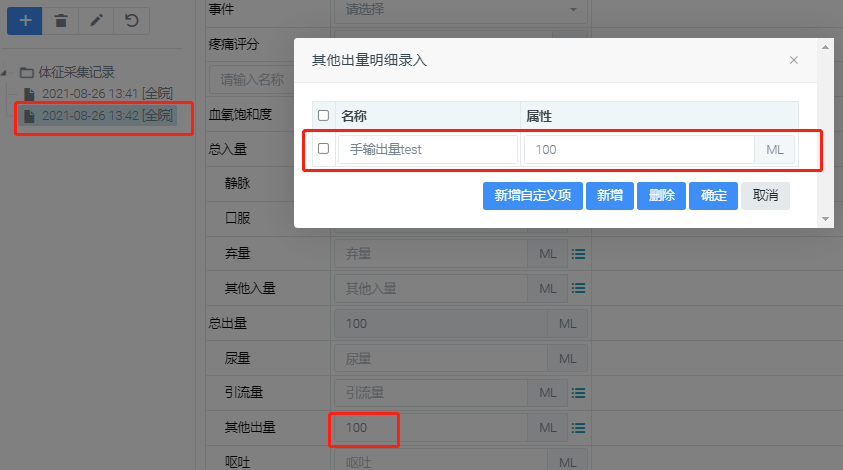 事件 请选择
疼痛评分
请输入名称
体征采集记录
2021-08-26 13:41 [全院]
2021-08-26 13:42 [全院]
血氧饱和度
总入量
静脉
口服
弃量 弃量 ML
其他入量 其他入量 ML
总出量 100 ML
尿量 尿量 ML
引流量 引流量 ML
其他出量 100 ML
呕吐 呕吐 ML
其他出量明细录入 ×
名称 属性
手输出量test 100 ML
新增自定义项 新增 删除 确定 取消